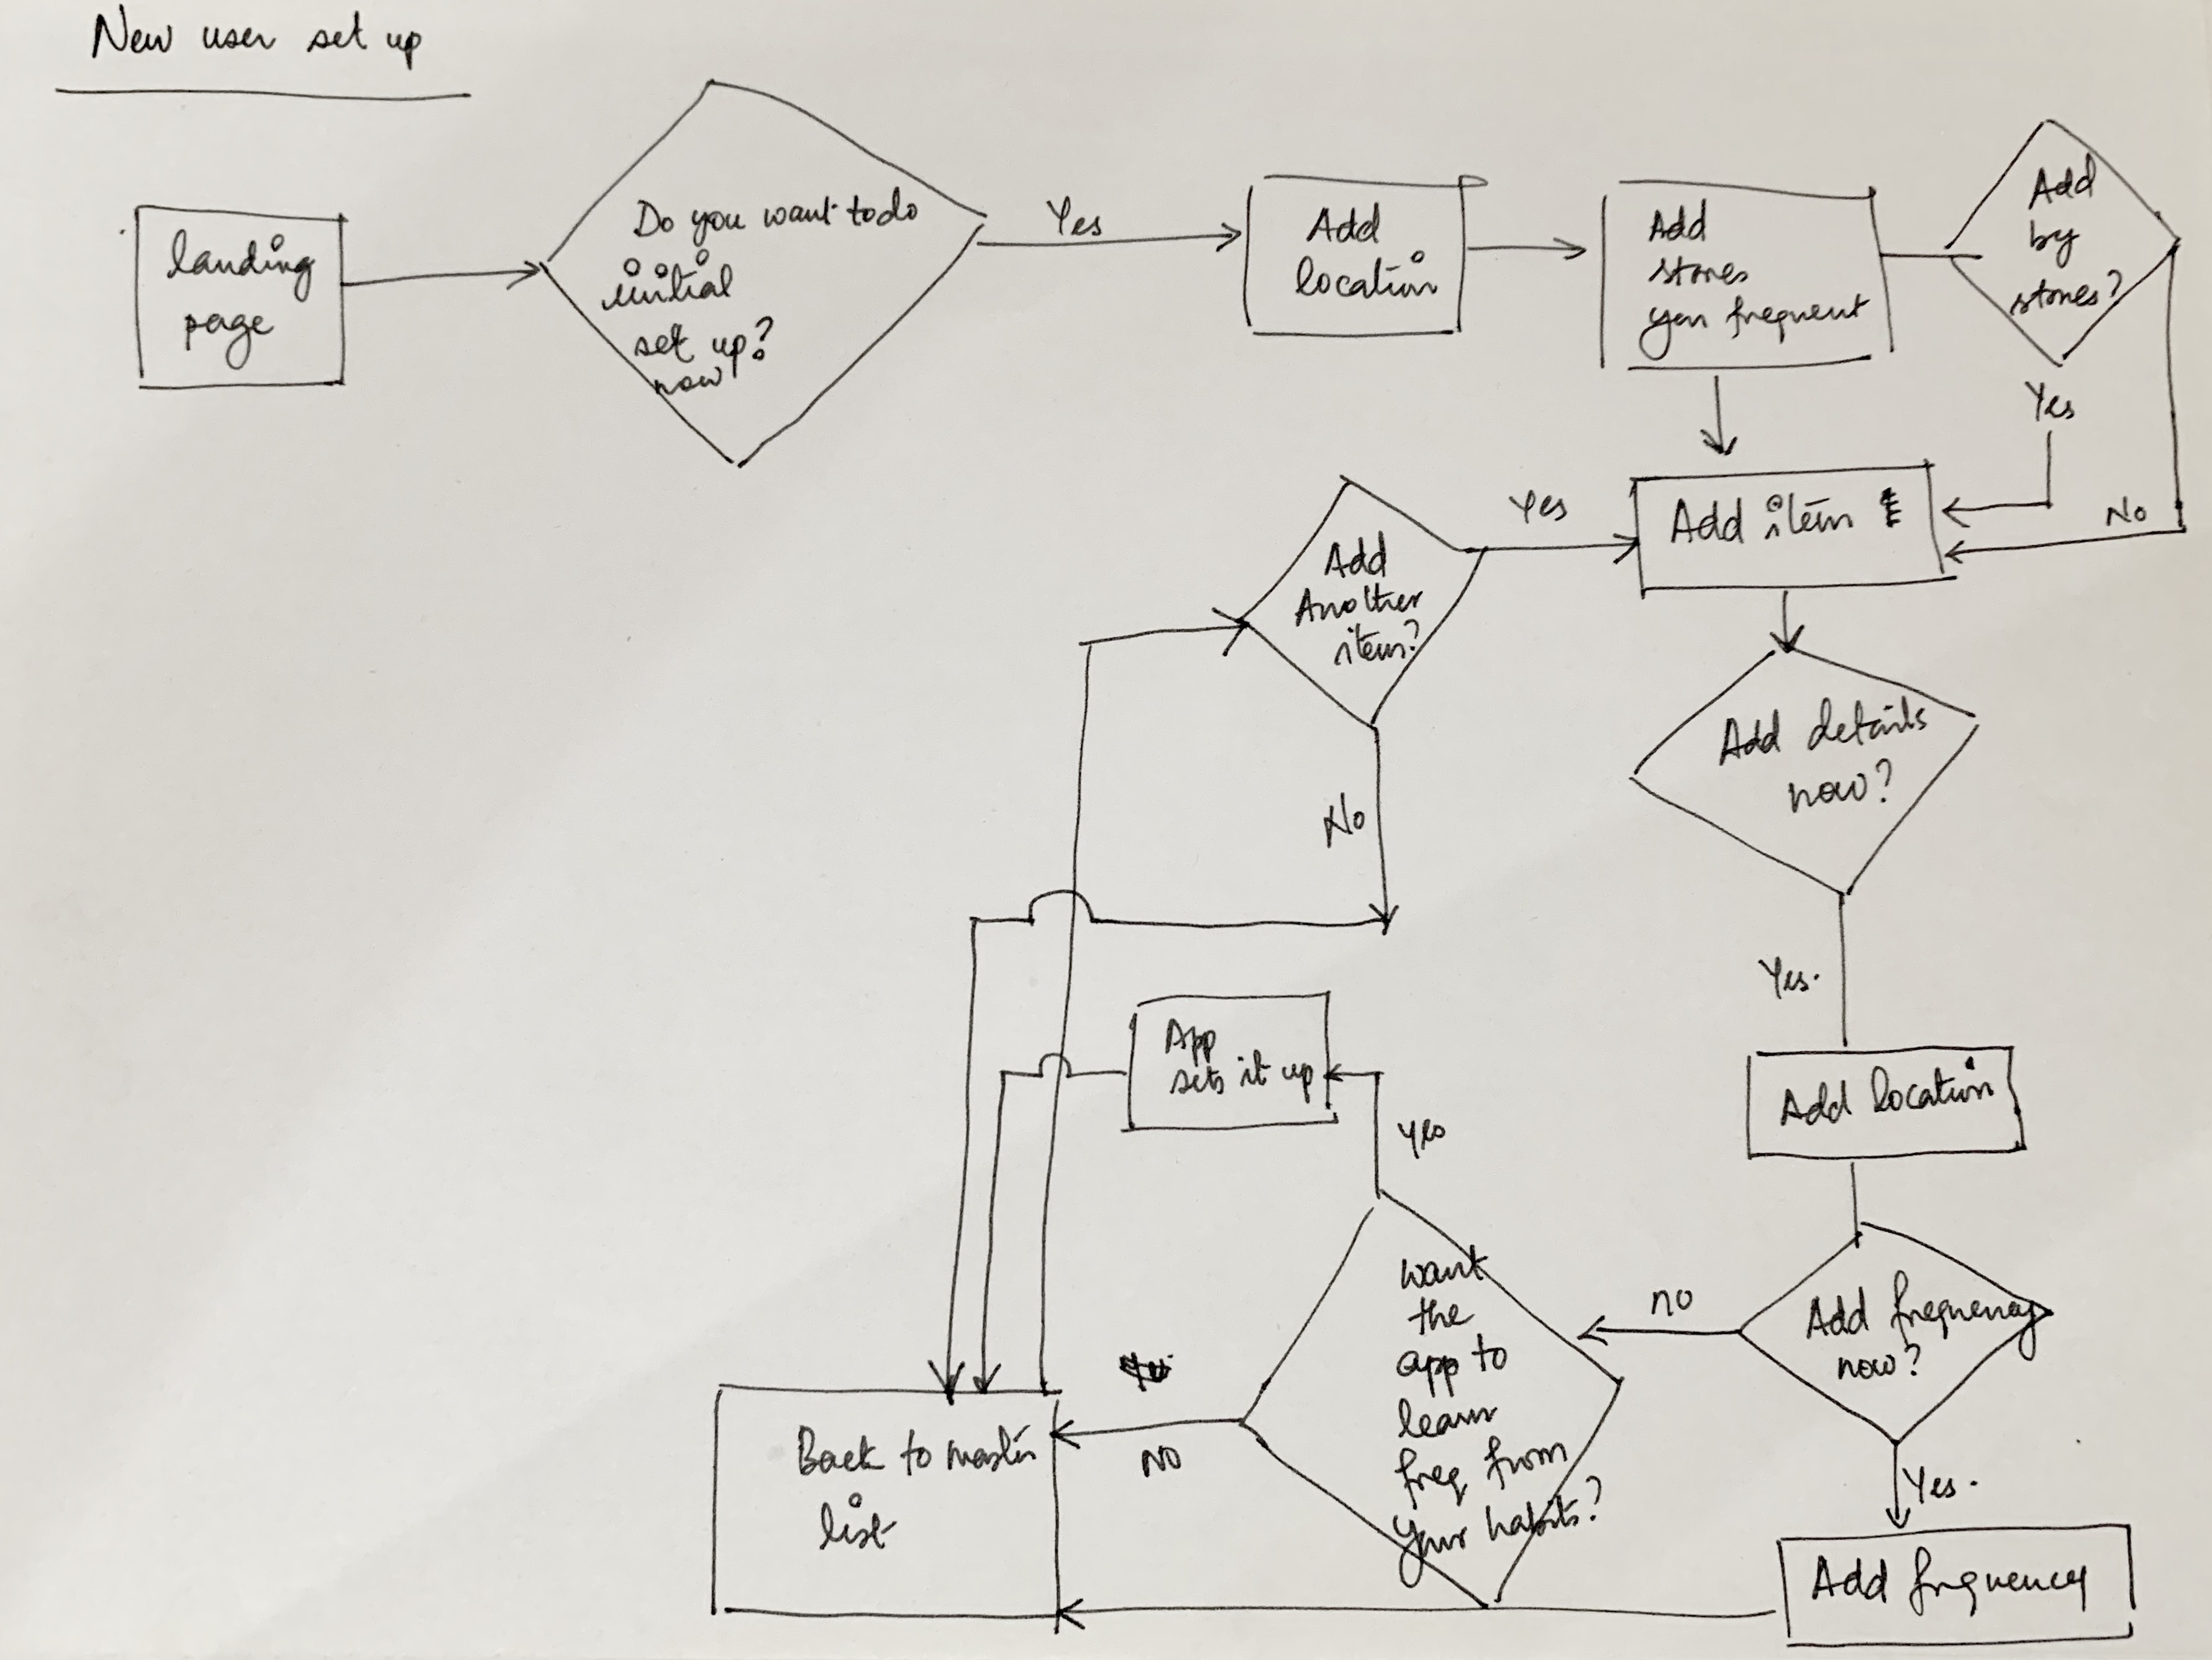 New user set up
landing
page
Do you want to do
initial
set up?
now
Yes
Add
location
Add
stores
you frequent
Add
by
stores?
Yes
No
Add item
Yes
Add
Another
item?
No
Add details
now?
Yes.
Add location
Add frequency
now?
no
Yes.
Add frequency
want
the
app to
learn
freq from
your habits?
yes
App
sets it up
NO
Back to master
list